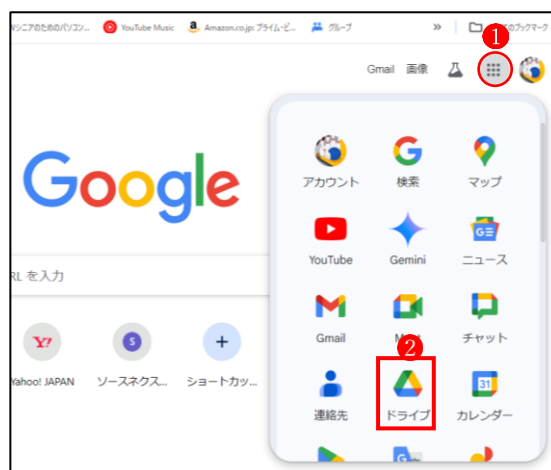 シニアのためのパソコン... YouTube Music Amazon.co.jp: プライム・ビ... グループ »
のブックマーク
1
Gmail 画像
Google
アカウント 検索 マップ
YouTube Gemini ニュース
RL を入力
Gmail チャット
2
Yahoo! JAPAN ソースネクス... ショートカッ...
連絡先 ドライブ カレンダー
31